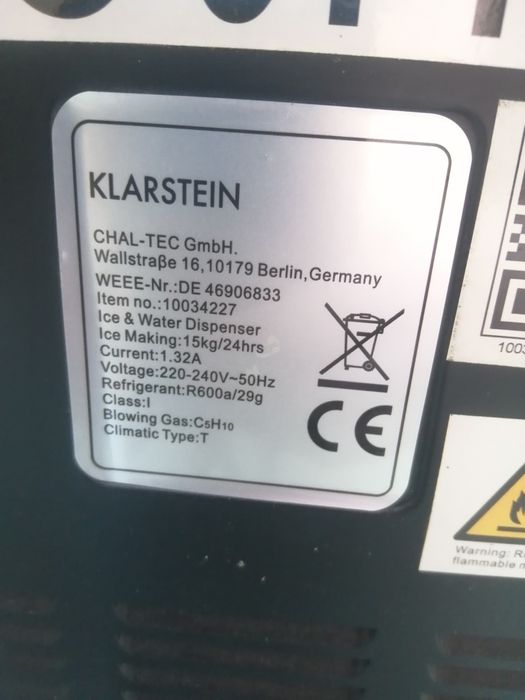 KLARSTEIN
CHAL-TEC GmbH.
Wallstraβe 16,10179 Berlin,Germany
WEEE-Nr.:DE 46906833
Item no.:10034227
Ice & Water Dispenser
Ice Making:15kg/24hrs
Current:1.32A
Voltage:220-240V~50Hz
Refrigerant:R600a/29g
Class:I
Blowing Gas:C5H10
Climatic Type:T
CE
1003
Warning: R
flammable m